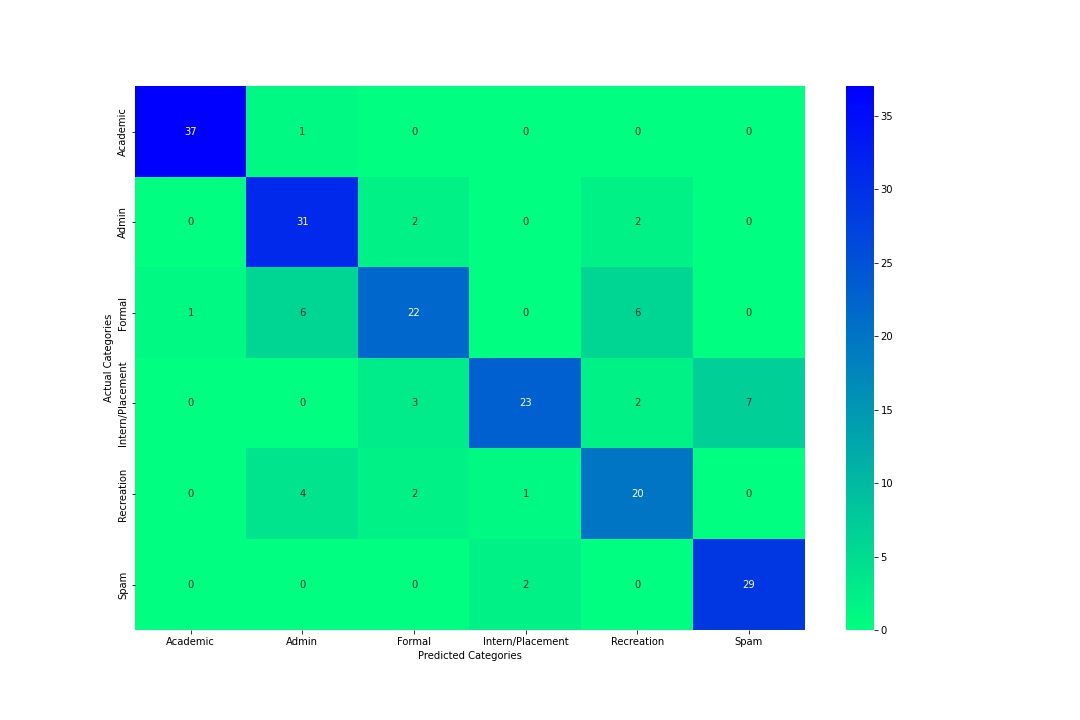 Actual Categories
Academic 37 1 0 0 0 0
Admin 0 31 2 0 2 0
Formal 1 6 22 0 6 0
Intern/Placement 0 0 3 23 2 7
Recreation 0 4 2 1 20 0
Spam 0 0 0 2 0 29
Academic Admin Formal Intern/Placement Recreation Spam
Predicted Categories
35
30
25
20
15
10
5
0